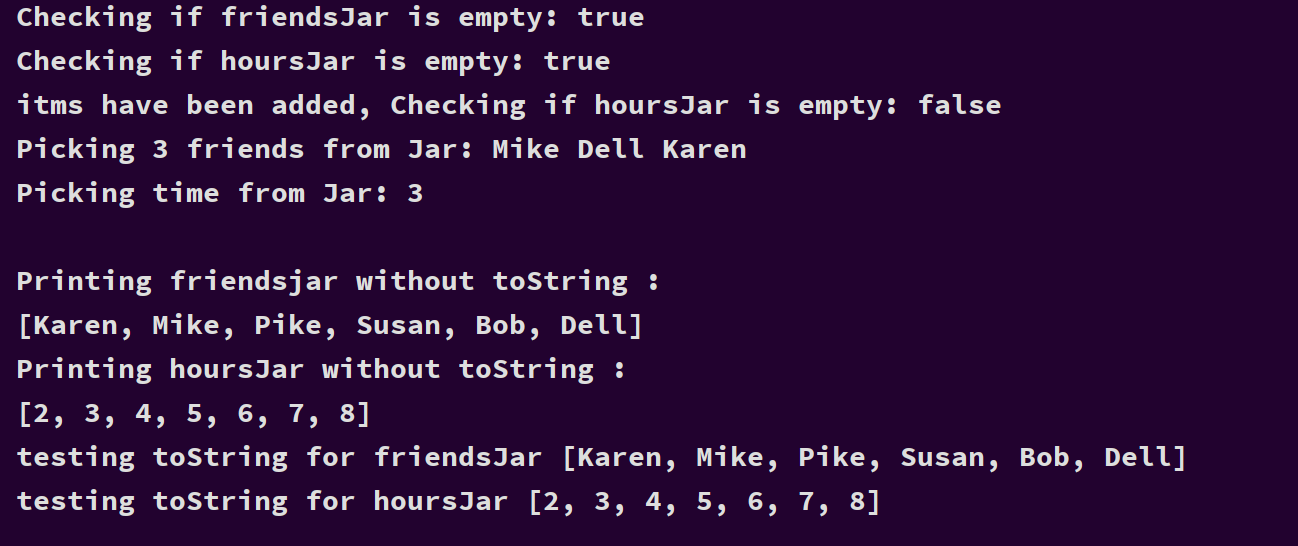 Checking if friendsJar is empty: true
Checking if hoursJar is empty: true
itms have been added, Checking if hoursJar is empty: false
Picking 3 friends from Jar: Mike Dell Karen
Picking time from Jar: 3
Printing friendsjar without toString :
[Karen, Mike, Pike, Susan, Bob, Dell]
Printing hoursJar without toString :
[2, 3, 4, 5, 6, 7, 8]
testing toString for friendsJar [Karen, Mike, Pike, Susan, Bob, Dell]
testing toString for hoursJar [2, 3, 4, 5, 6, 7, 8]